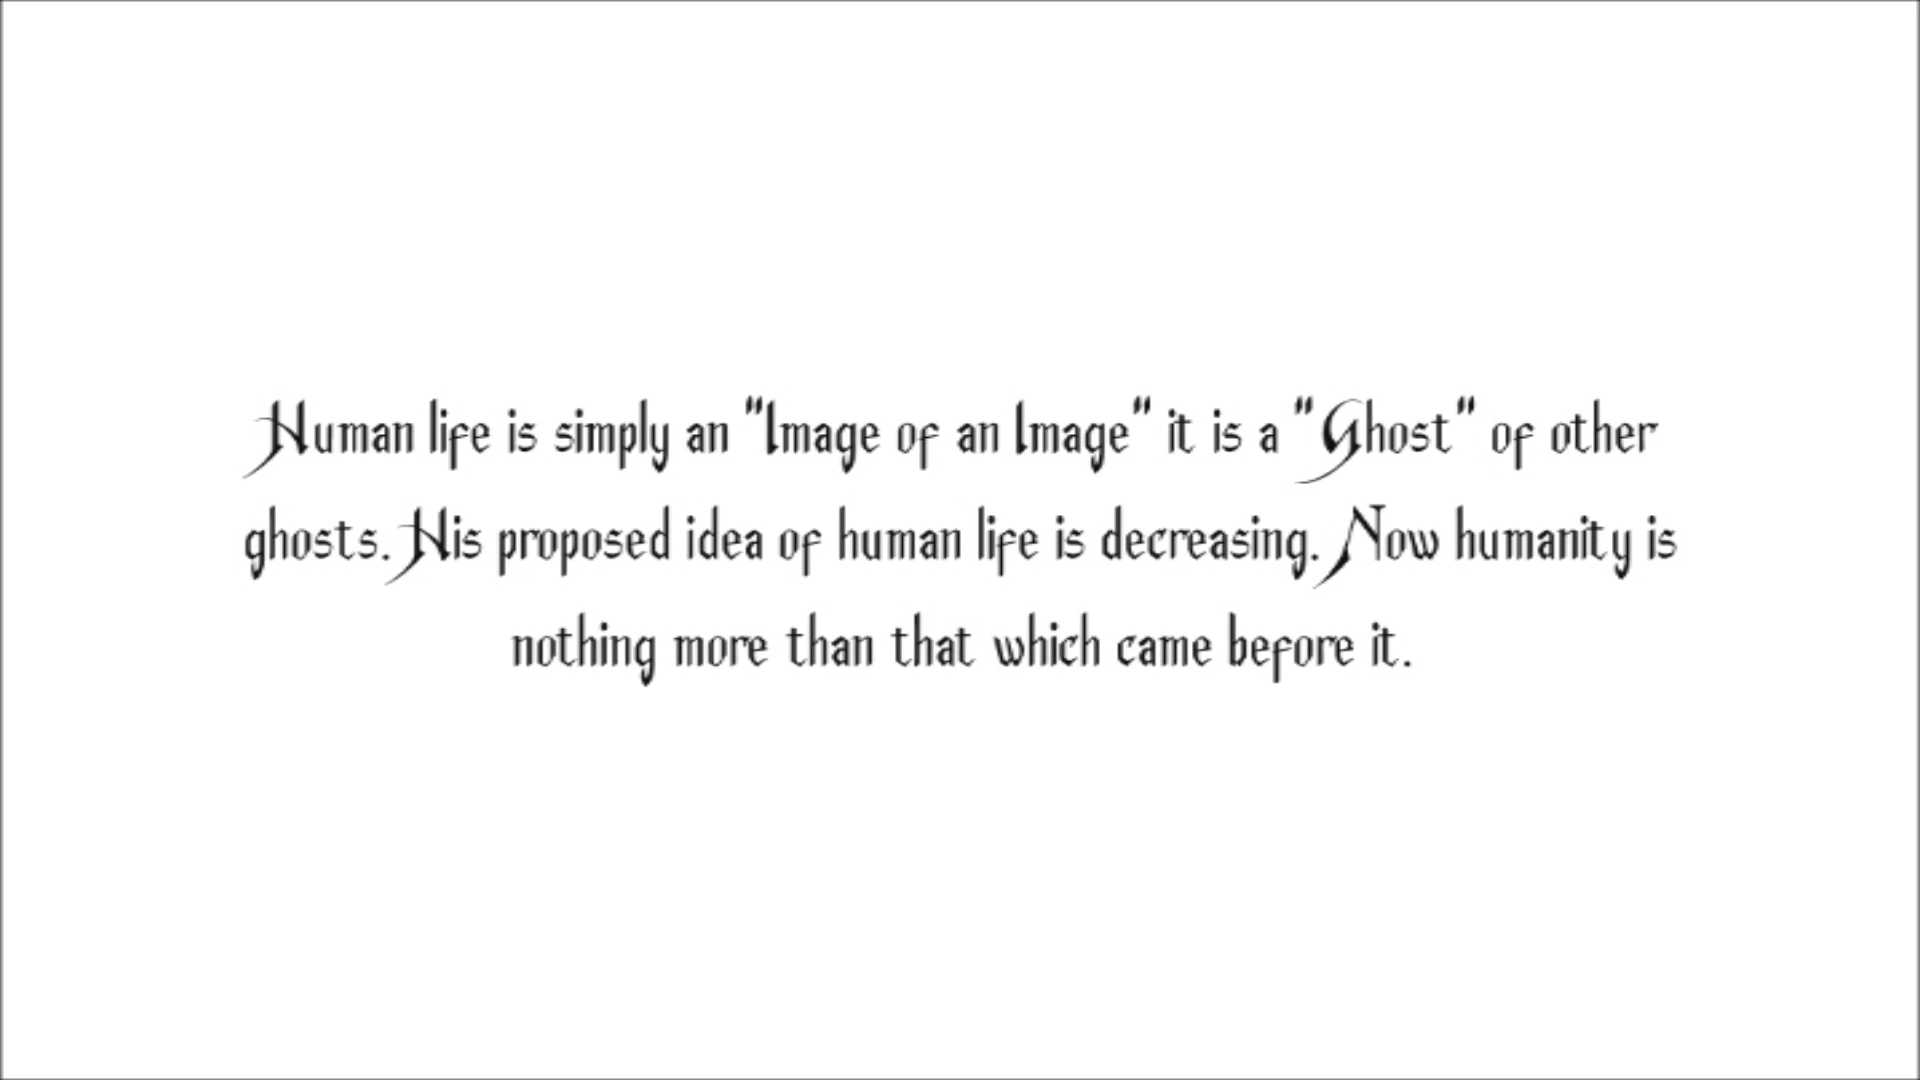 Human life is simply an "Image of an Image" it is a "Ghost" of other
ghosts. His proposed idea of human life is decreasing. Now humanity is
nothing more than that which came before it.